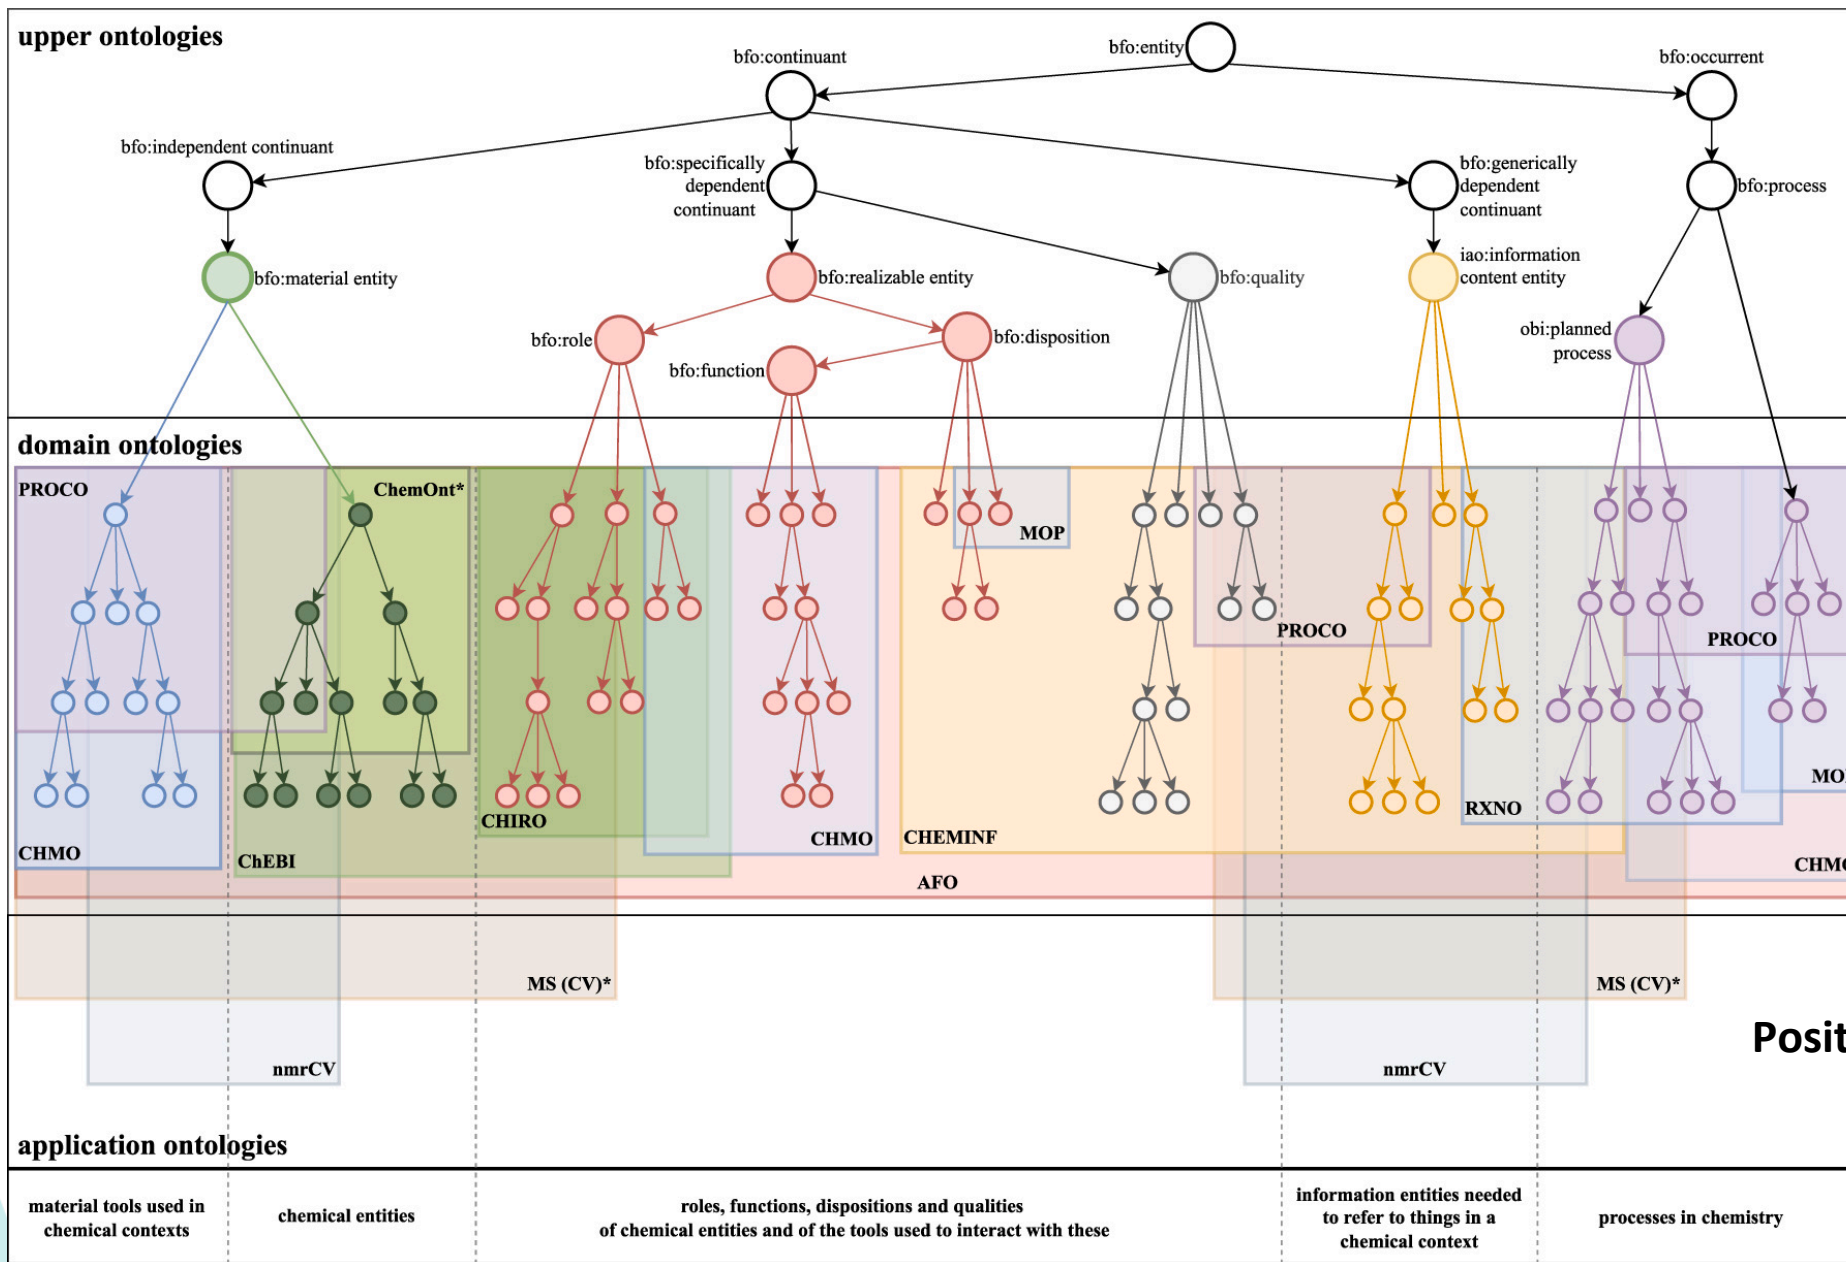 upper ontologies
bfo:entity
bfo:continuant
bfo:occurrent
bfo:independent continuant
bfo:specifically
dependent
continuant
bfo:generically
dependent
continuant
bfo:process
bfo:material entity
bfo:realizable entity
bfo:quality
iao:information
content entity
bfo:role
bfo:disposition
obi:planned
process
bfo:function
domain ontologies
PROCO
ChemOnt*
MOP
PROCO
PROCO
MO
CHIRO
RXNO
CHMO
ChEBI
CHMO
CHEMINF
CHMO
AFO
MS (CV)*
MS (CV)*
Posit
nmrCV
nmrCV
application ontologies
material tools used in
chemical contexts
chemical entities
roles, functions, dispositions and qualities
of chemical entities and of the tools used to interact with these
information entities needed
to refer to things in a
chemical context
processes in chemistry